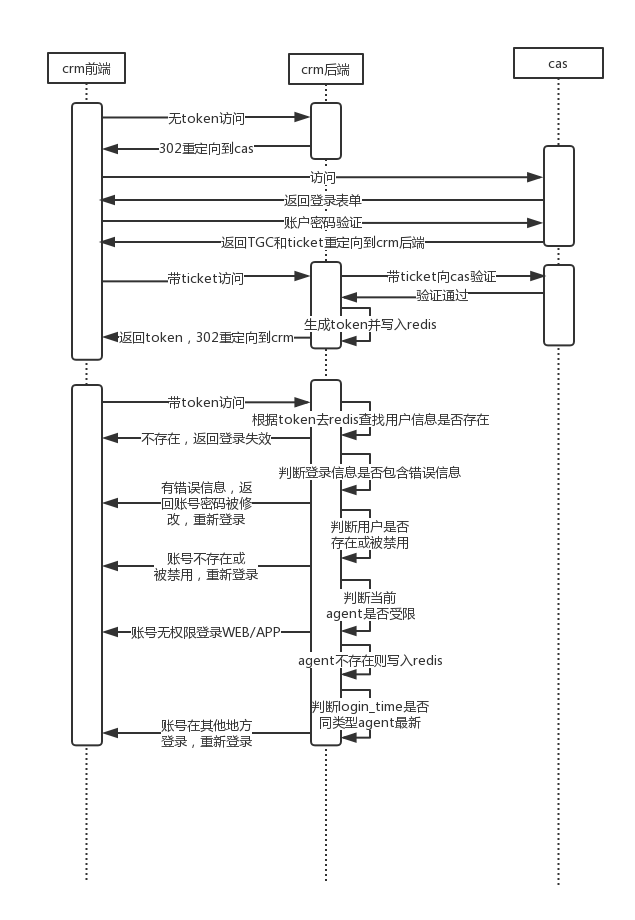 crm前端
crm后端
cas
无token访问
302重定向到cas
访问
返回登录表单
账户密码验证
返回TGC和ticket重定向到crm后端
带ticket访问
带ticket向cas验证
验证通过
生成token并写入redis
返回token，302重定向到crm
带token访问
根据token去redis查找用户信息是否存在
不存在，返回登录失效
判断登录信息是否包含错误信息
有错误信息，返
回账号密码被修
改，重新登录
判断用户是否
存在或被禁用
账号不存在或
被禁用，重新登录
判断当前
agent是否受限
账号无权限登录WEB/APP
agent不存在则写入redis
判断login_time是否
同类型agent最新
账号在其他地方
登录，重新登录